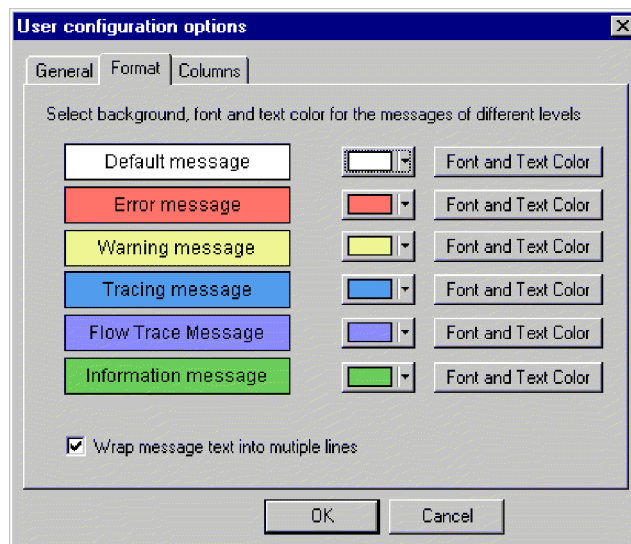 User configuration options
General Format Columns
Select background, font and text color for the messages of different levels
Default message Font and Text Color
Error message Font and Text Color
Warning message Font and Text Color
Tracing message Font and Text Color
Flow Trace Message Font and Text Color
Information message Font and Text Color
Wrap message text into mutiple lines
OK Cancel